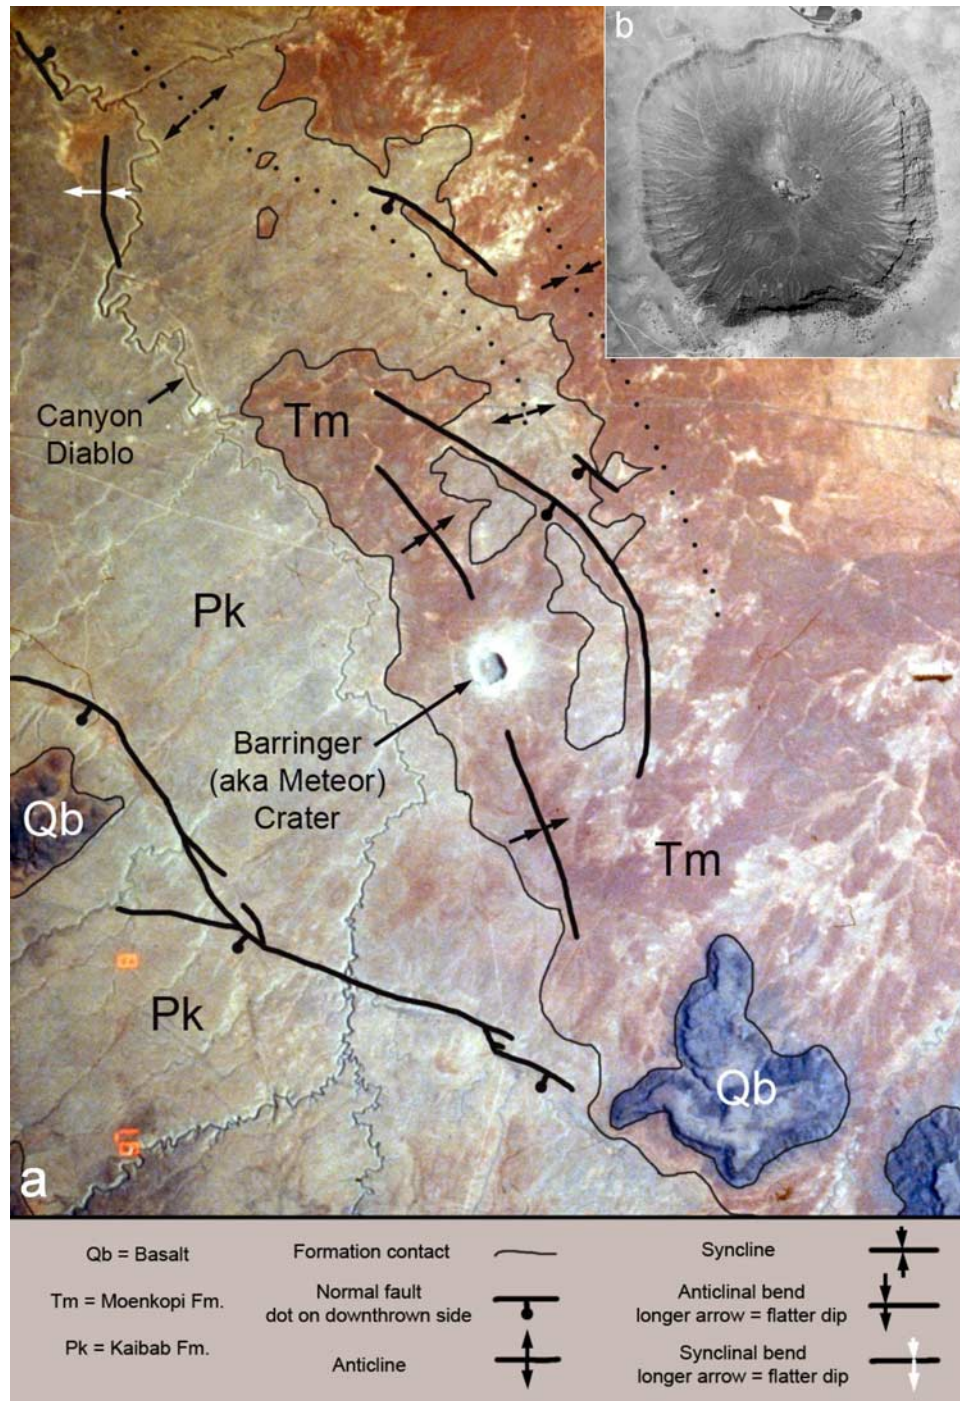 b
Canyon
Diablo
Tm
Pk
Barringer
(aka Meteor)
Crater
Qb
Tm
8
Pk
Qb
a
Qb = Basalt
Tm = Moenkopi Fm.
Pk = Kaibab Fm.
Formation contact
Normal fault
dot on downthrown side
Anticline
Syncline
Anticlinal bend
longer arrow = flatter dip
Synclinal bend
longer arrow = flatter dip